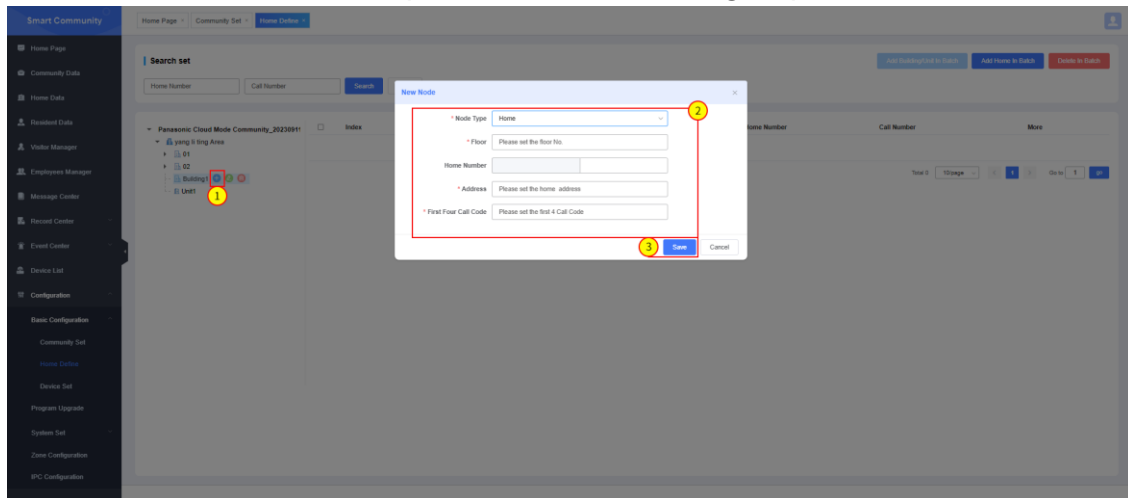 Smart Community
Home Page
Community Set
Home Define
Home Page
Community Data
Home Data
Resident Data
Visitor Manager
Employees Manager
Message Center
Record Center
Event Center
Device List
Configuration
Basic Configuration
Community Set
Home Define
Device Set
Program Upgrade
System Set
Zone Configuration
IPC Configuration
Search set
Add Building/Unit In Batch
Add Home In Batch
Delete In Batch
Home Number
Call Number
Search
Panasonic Cloud Mode Community_2023091
yang li ting Area
01
02
Building1
Unit1
1
Index
Home Number
Call Number
More
Total 0
10/page
1
Go to
1
go
New Node
2
* Node Type
Home
* Floor
Please set the floor No.
Home Number
* Address
Please set the home address
* First Four Call Code
Please set the first 4 Call Code
3
Save
Cancel